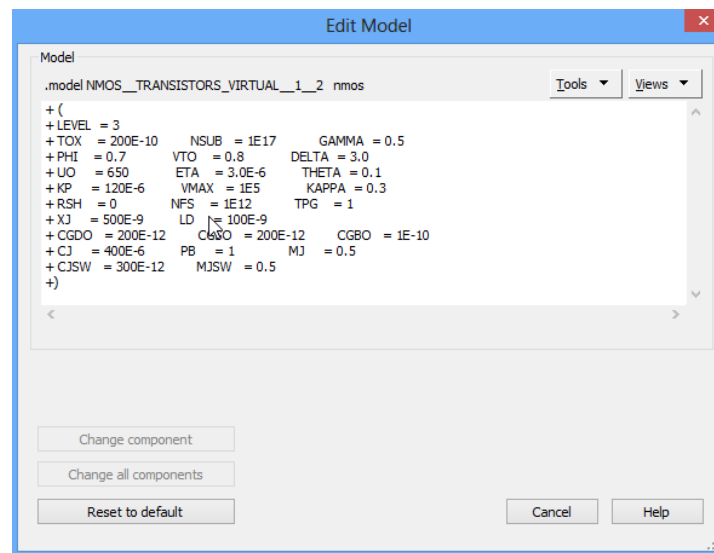 Edit Model
Model
.model NMOS__TRANSISTORS_VIRTUAL__1__2 nmos
Tools
Views
+ (
+ LEVEL = 3
+ TOX = 200E-10 NSUB = 1E17 GAMMA = 0.5
+ PHI = 0.7 VTO = 0.8 DELTA = 3.0
+ UO = 650 ETA = 3.0E-6 THETA = 0.1
+ KP = 120E-6 VMAX = 1E5 KAPPA = 0.3
+ RSH = 0 NFS = 1E12 TPG = 1
+ XJ = 500E-9 LD = 100E-9
+ CGDO = 200E-12 CGSO = 200E-12 CGBO = 1E-10
+ CJ = 400E-6 PB = 1 MJ = 0.5
+ CJSW = 300E-12 MJSW = 0.5
+)
Change component
Change all components
Reset to default
Cancel
Help